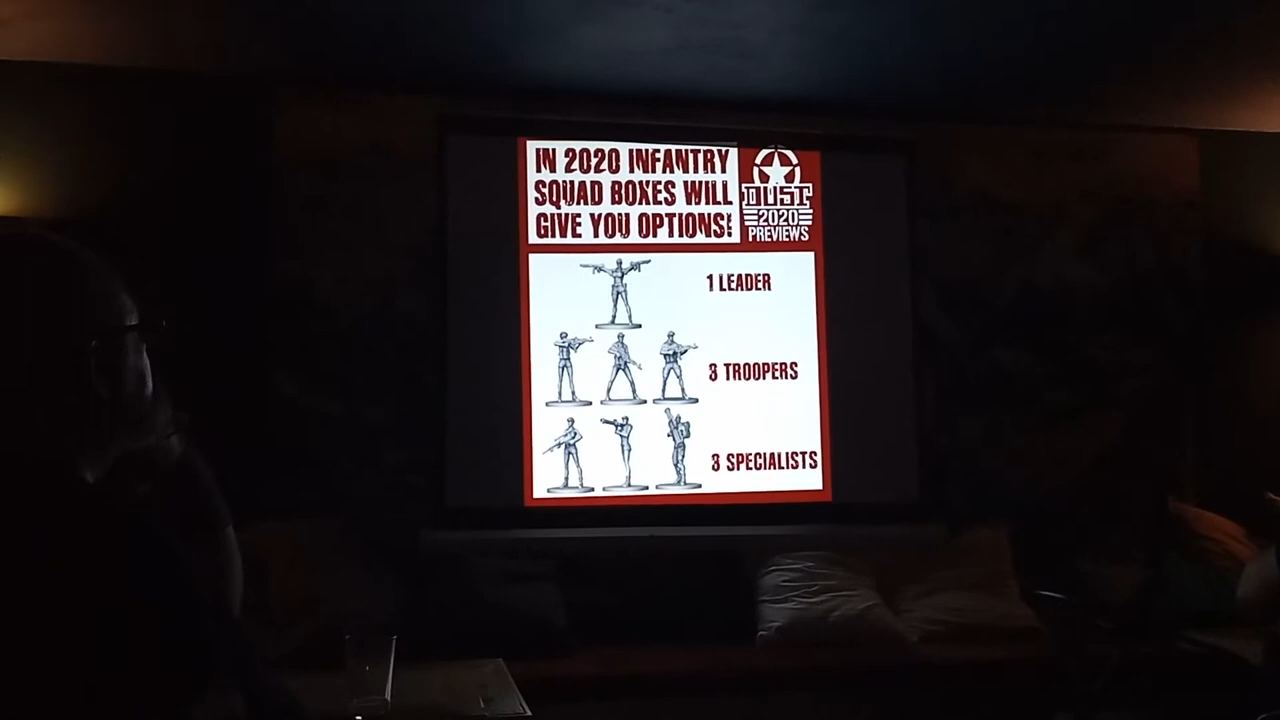 IN 2020 INFANTRY
SQUAD BOXES WILL
GIVE YOU OPTIONS!
DUST
2020
PREVIEWS
1 LEADER
3 TROOPERS
3 SPECIALISTS